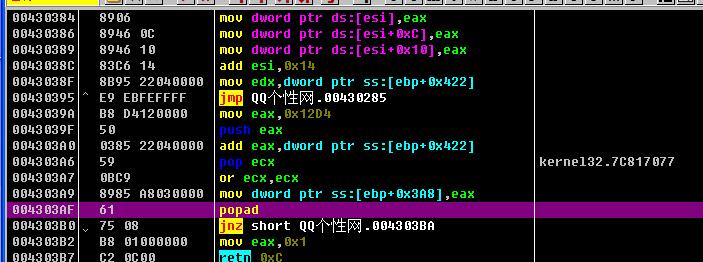 00430384 8906 mov dword ptr ds:[esi],eax
00430386 8946 0C mov dword ptr ds:[esi+0xC],eax
00430389 8946 10 mov dword ptr ds:[esi+0x10],eax
0043038C 83C6 14 add esi,0x14
0043038F 8B95 22040000 mov edx,dword ptr ss:[ebp+0x422]
00430395 ^ E9 EBFEFFFF jmp QQ个性网.00430285
0043039A B8 D4120000 mov eax,0x12D4
0043039F 50 push eax
004303A0 0385 22040000 add eax,dword ptr ss:[ebp+0x422]
004303A6 59 pop ecx kernel32.7C817077
004303A7 0BC9 or ecx,ecx
004303A9 8985 A8030000 mov dword ptr ss:[ebp+0x3A8],eax
004303AF 61 popad
004303B0 75 08 jnz short QQ个性网.004303BA
004303B2 B8 01000000 mov eax,0x1
004303B7 C2 0C00 retn 0xC